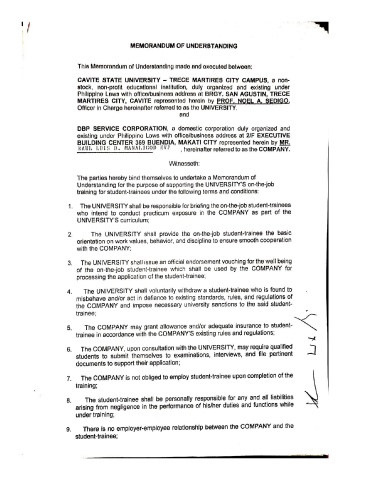 MEMORANDUM OF UNDERSTANDING
This Memorandum of Understanding made and executed between:
CAVITE STATE UNIVERSITY – TRECE MARTIRES CITY CAMPUS, a non-
stock, non-profit educational institution, duly organized and existing under
Philippine Laws with office/business address at BRGY. SAN AGUSTIN, TRECE
MARTIRES CITY, CAVITE represented herein by PROF. NOEL A. SEDIGO,
Officer in Charge hereinafter referred to as the UNIVERSITY.
and
DBP SERVICE CORPORATION, a domestic corporation duly organized and
existing under Philippine Laws with office/business address at 2/F EXECUTIVE
BUILDING CENTER 369 BUENDIA, MAKATI CITY represented herein by MR.
RAUL LUIS D. MANALIGOD , hereinafter referred to as the COMPANY.
Witnesseth:
The parties hereby bind themselves to undertake a Memorandum of
Understanding for the purpose of supporting the UNIVERSITY'S on-the-job
training for student-trainees under the following terms and conditions:
1. The UNIVERSITY shall be responsible for briefing the on-the-job student-trainees
who intend to conduct practicum exposure in the COMPANY as part of the
UNIVERSITY'S curriculum;
2. The UNIVERSITY shall provide the on-the-job student-trainee the basic
orientation on work values, behavior, and discipline to ensure smooth cooperation
with the COMPANY;
3. The UNIVERSITY shall issue an official endorsement vouching for the well being
of the on-the-job student-trainee which shall be used by the COMPANY for
processing the application of the student-trainee;
4. The UNIVERSITY shall voluntarily withdraw a student-trainee who is found to
misbehave and/or act in defiance to existing standards, rules, and regulations of
the COMPANY and impose necessary university sanctions to the said student-
trainee;
5. The COMPANY may grant allowance and/or adequate insurance to student-
trainee in accordance with the COMPANY'S existing rules and regulations;
6. The COMPANY, upon consultation with the UNIVERSITY, may require qualified
students to submit themselves to examinations, interviews, and file pertinent
documents to support their application;
7. The COMPANY is not obliged to employ student-trainee upon completion of the
training;
8. The student-trainee shall be personally responsible for any and all liabilities
arising from negligence in the performance of his/her duties and functions while
under training;
9. There is no employer-employee relationship between the COMPANY and the
student-trainee;